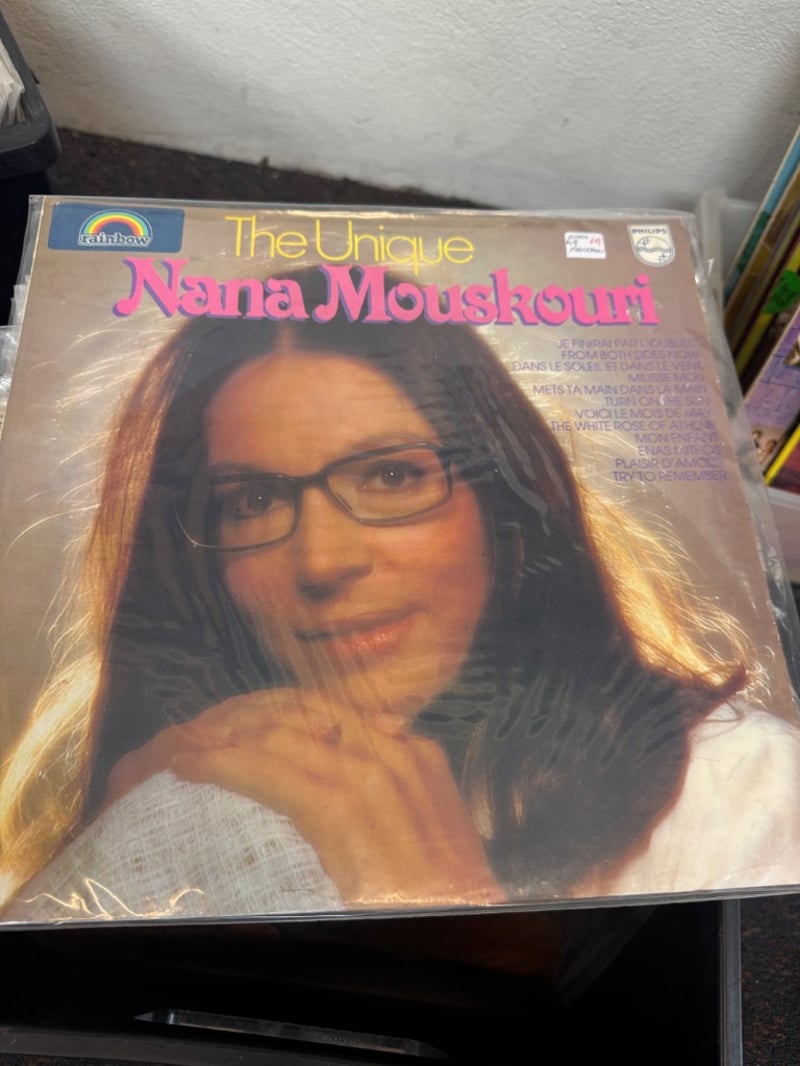 rainbow
The Unique
Nana Mouskouri
PHILIPS
JE FINIRAI PAR L'OUBLIER
FROM BOTH SIDES NOW
DANS LE SOLEIL ET DANS LE VENT
MILISSE MOU
METS TA MAIN DANS LA MAIN
TURN ON THE SUN
VOICI LE MOIS DE MAY
THE WHITE ROSE OF ATHENS
MON ENFANT
ENAS MITHOS
PLAISIR D'AMOUR
TRY TO REMEMBER